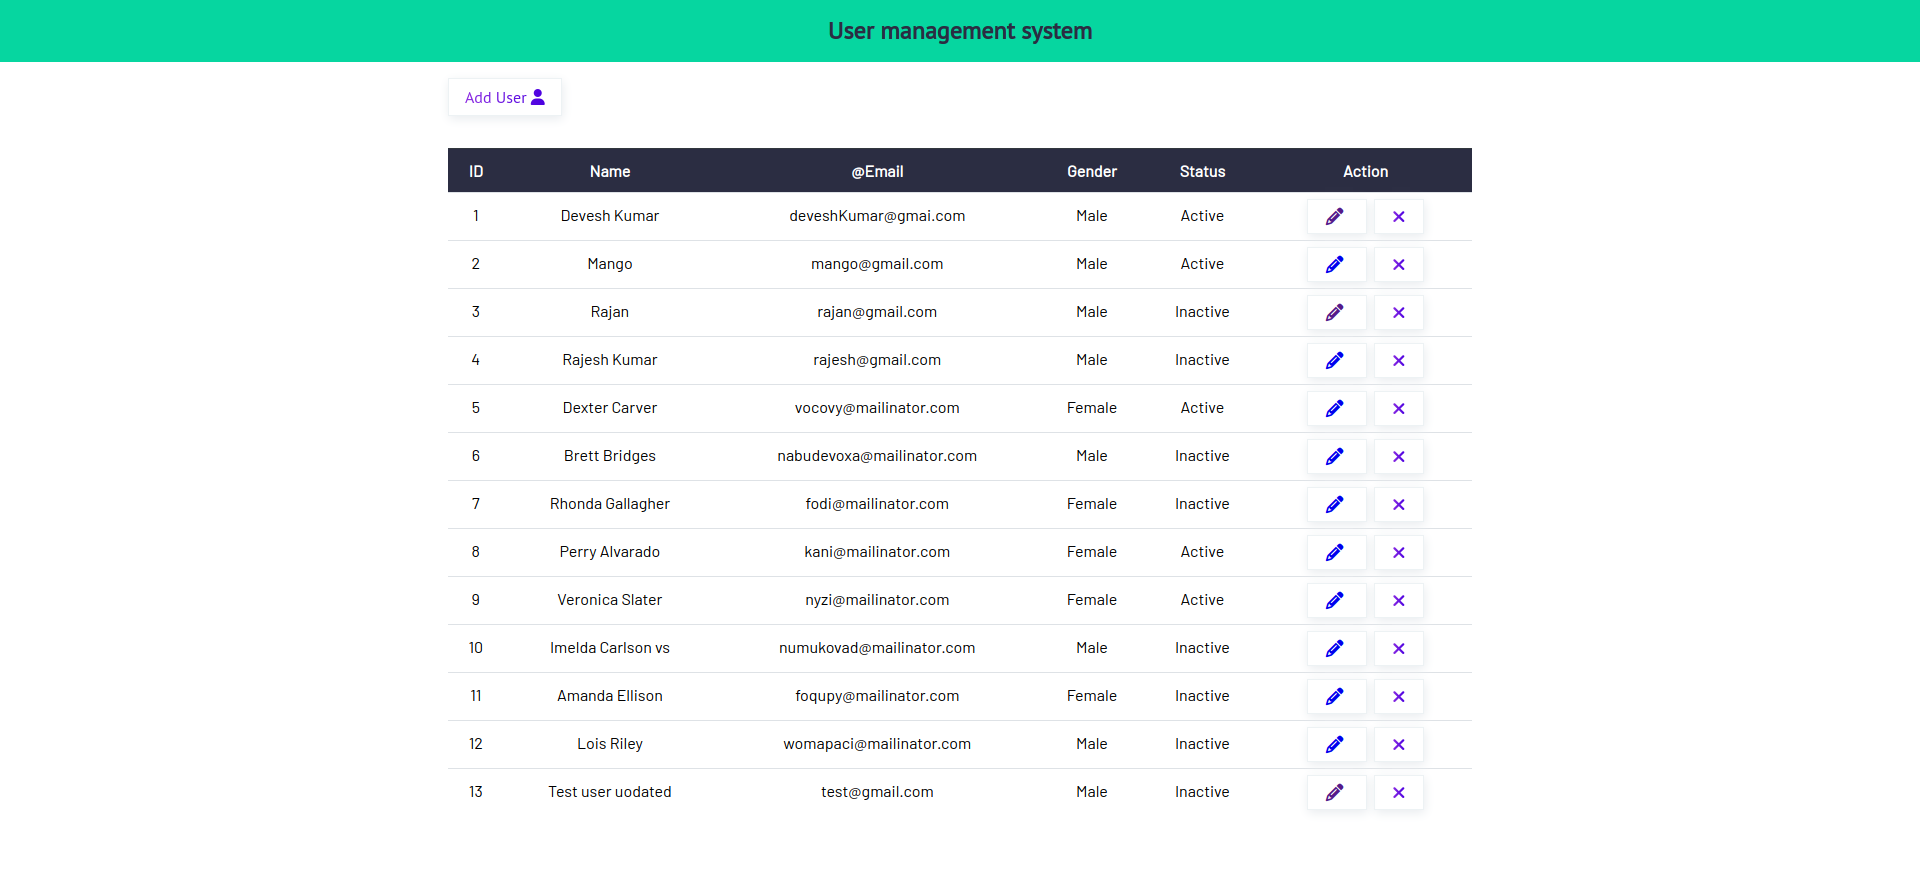 User management system
Add User
ID Name @Email Gender Status Action
1 Devesh Kumar deveshKumar@gmai.com Male Active
2 Mango mango@gmail.com Male Active
3 Rajan rajan@gmail.com Male Inactive
4 Rajesh Kumar rajesh@gmail.com Male Inactive
5 Dexter Carver vocovy@mailinator.com Female Active
6 Brett Bridges nabudevoxa@mailinator.com Male Inactive
7 Rhonda Gallagher fodi@mailinator.com Female Inactive
8 Perry Alvarado kani@mailinator.com Female Active
9 Veronica Slater nyzi@mailinator.com Female Active
10 Imelda Carlson vs numukovad@mailinator.com Male Inactive
11 Amanda Ellison foqupy@mailinator.com Female Inactive
12 Lois Riley womapaci@mailinator.com Male Inactive
13 Test user uodated test@gmail.com Male Inactive